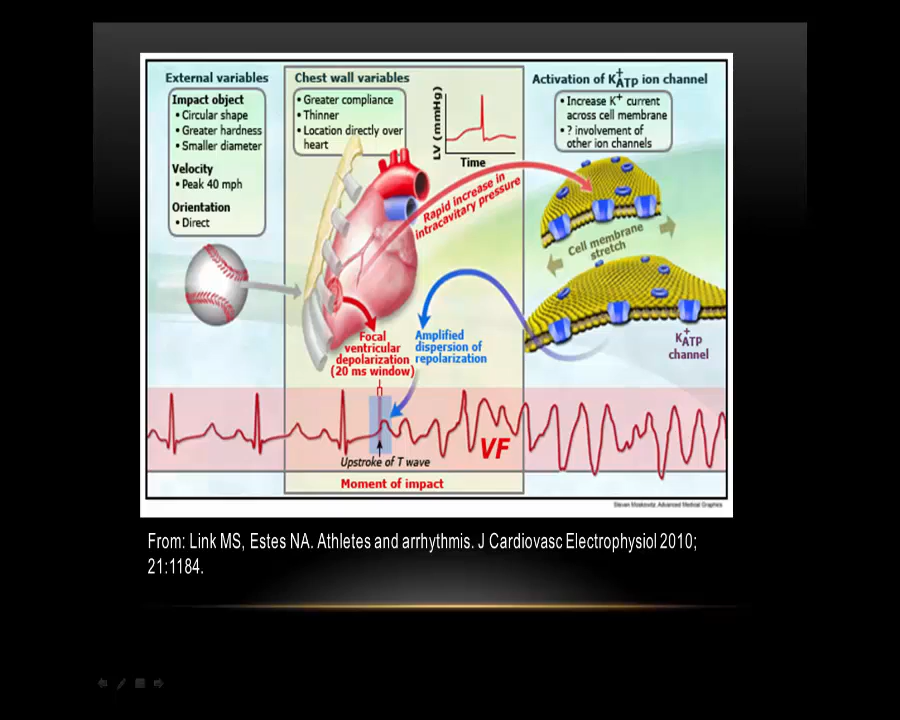 External variables
Impact object
• Circular shape
• Greater hardness
• Smaller diameter
Velocity
• Peak 40 mph
Orientation
• Direct
Chest wall variables
• Greater compliance
• Thinner
• Location directly over
heart
LV (mmHg)
Time
Activation of K+ATP ion channel
• Increase K+ current
across cell membrane
• ? involvement of
other ion channels
Rapid increase in
intracavitary pressure
Cell membrane
stretch
K+ATP
channel
Focal
ventricular
depolarization
(20 ms window)
Amplified
dispersion of
repolarization
VF
Upstroke of T wave
Moment of impact
Steven Moskowitz, Advanced Medical Graphics
From: Link MS, Estes NA. Athletes and arrhythmis. J Cardiovasc Electrophysiol 2010;
21:1184.